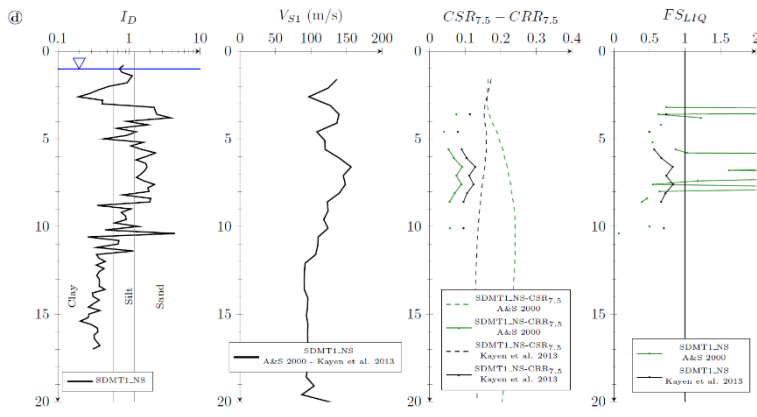 d
I_D
V_S1 (m/s)
CSR_7.5 − CRR_7.5
FS_LIQ
0.1 1 10
0 50 100 150 200
0 0.1 0.2 0.3 0.4
0 0.5 1 1.5 2
0
5
10
15
20
Clay
Silt
Sand
SDMT1_NS
0
5
10
15
20
SDMT1_NS
A&S 2000 - Kayen et al. 2013
0
5
10
15
20
SDMT1_NS-CSR_7.5
A&S 2000
SDMT1_NS-CRR_7.5
A&S 2000
SDMT1_NS-CSR_7.5
Kayen et al. 2013
SDMT1_NS-CRR_7.5
Kayen et al. 2013
0
5
10
15
20
SDMT1_NS
A&S 2000
SDMT1_NS
Kayen et al. 2013